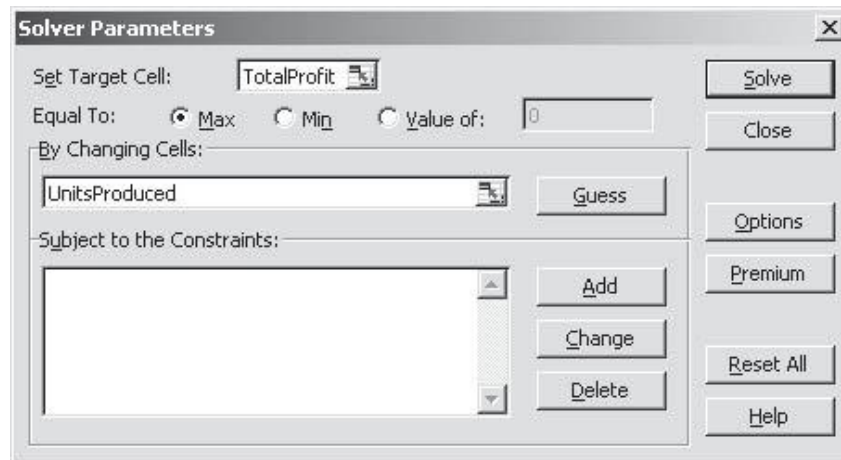 Solver Parameters
Set Target Cell: TotalProfit Solve
Equal To: Max Min Value of: 0
Close
By Changing Cells:
UnitsProduced Guess
Options
Subject to the Constraints:
Add Premium
Change
Reset All
Delete
Help